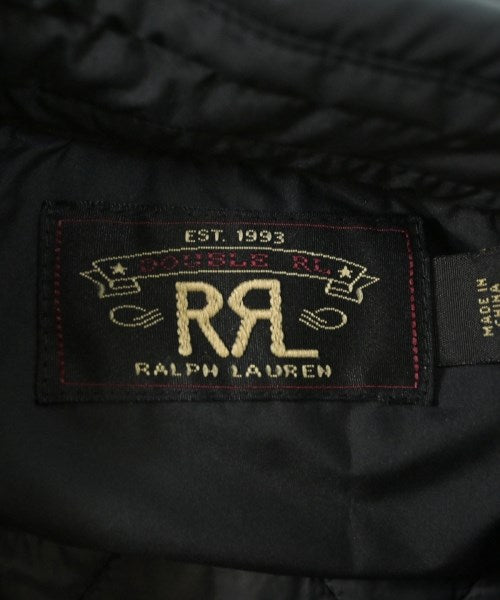 EST. 1993
DOUBLE RL
RRL
RALPH LAUREN
MADE IN
CHINA